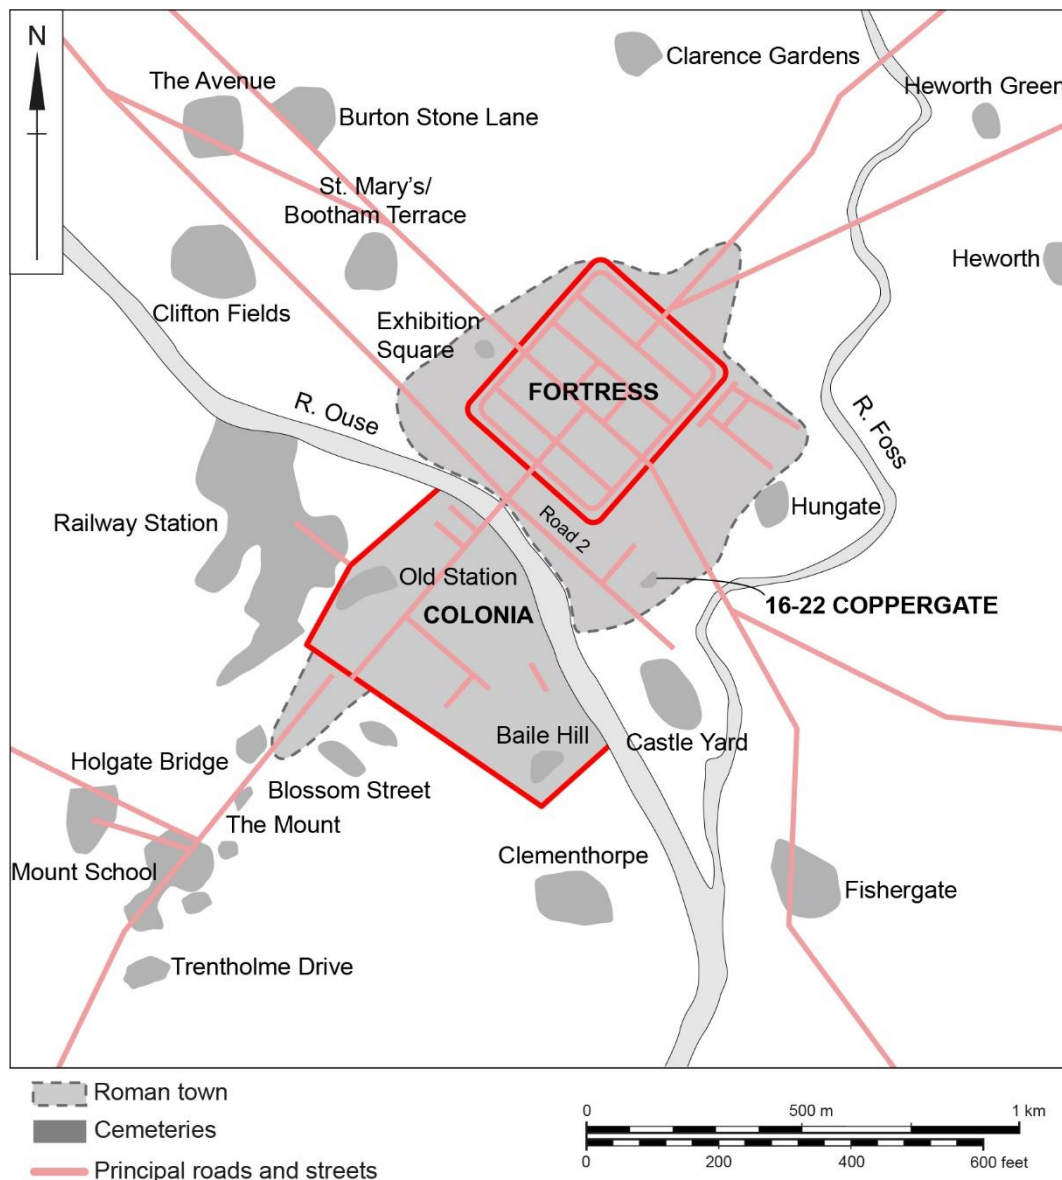 N
The Avenue
Burton Stone Lane
Clarence Gardens
Heworth Green
St. Mary's/
Bootham Terrace
Heworth
Clifton Fields
Exhibition
Square
FORTRESS
R. Ouse
R. Foss
Railway Station
Road 2
Hungate
Old Station
COLONIA
16-22 COPPERGATE
Baile Hill
Castle Yard
Holgate Bridge
Blossom Street
The Mount
Mount School
Clementhorpe
Fishergate
Trentholme Drive
Roman town
Cemeteries
Principal roads and streets
0 500 m 1 km
0 200 400 600 feet